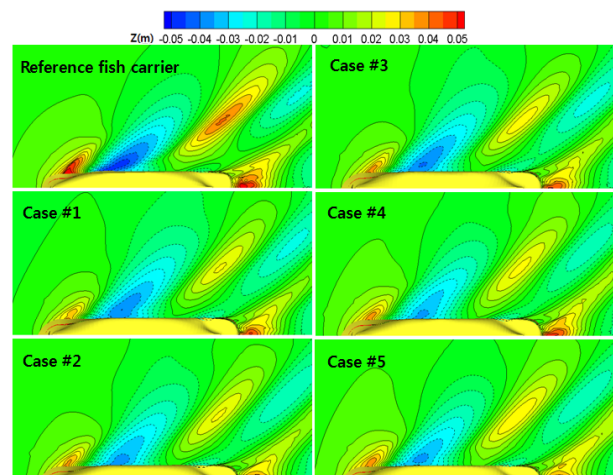 Z(m) -0.05 -0.04 -0.03 -0.02 -0.01 0 0.01 0.02 0.03 0.04 0.05
Reference fish carrier
Case #3
Case #1
Case #4
Case #2
Case #5